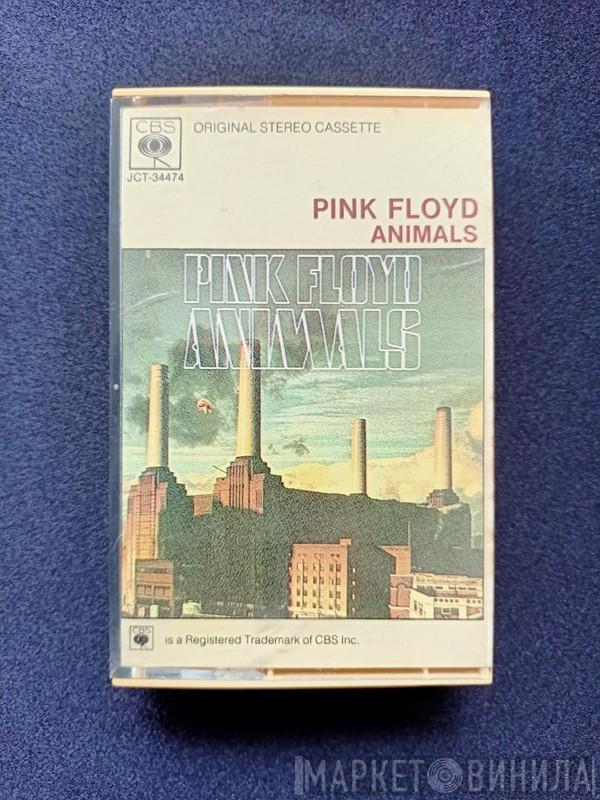 CBS
ORIGINAL STEREO CASSETTE
JCT-34474
PINK FLOYD
ANIMALS
PINK FLOYD
ANIMALS
CBS
is a Registered Trademark of CBS Inc.
МАРКЕТ ВИНИЛА